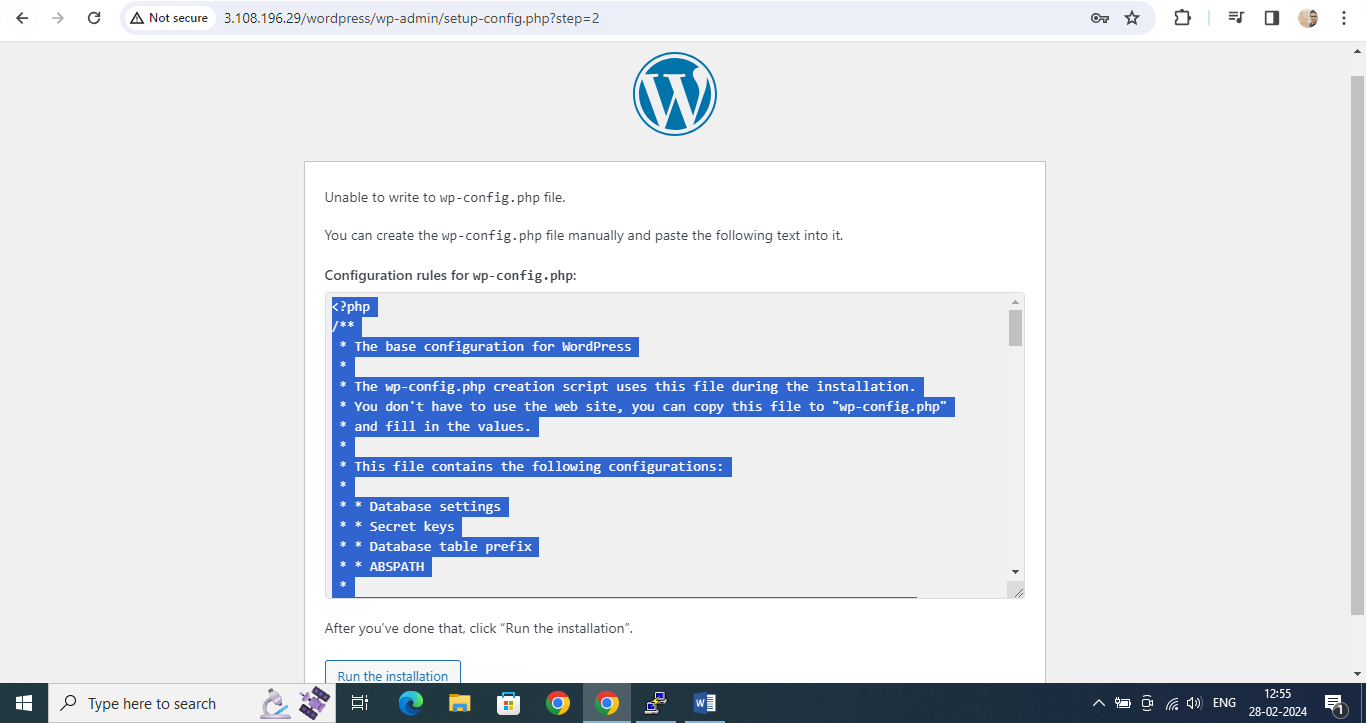 Not secure
3.108.196.29/wordpress/wp-admin/setup-config.php?step=2
Unable to write to wp-config.php file.
You can create the wp-config.php file manually and paste the following text into it.
Configuration rules for wp-config.php:
<?php
/**
* The base configuration for WordPress
*
* The wp-config.php creation script uses this file during the installation.
* You don't have to use the web site, you can copy this file to "wp-config.php"
* and fill in the values.
*
* This file contains the following configurations:
*
* * Database settings
* * Secret keys
* * Database table prefix
* * ABSPATH
*
After you’ve done that, click “Run the installation”.
Run the installation
Type here to search
ENG
12:55
28-02-2024
1